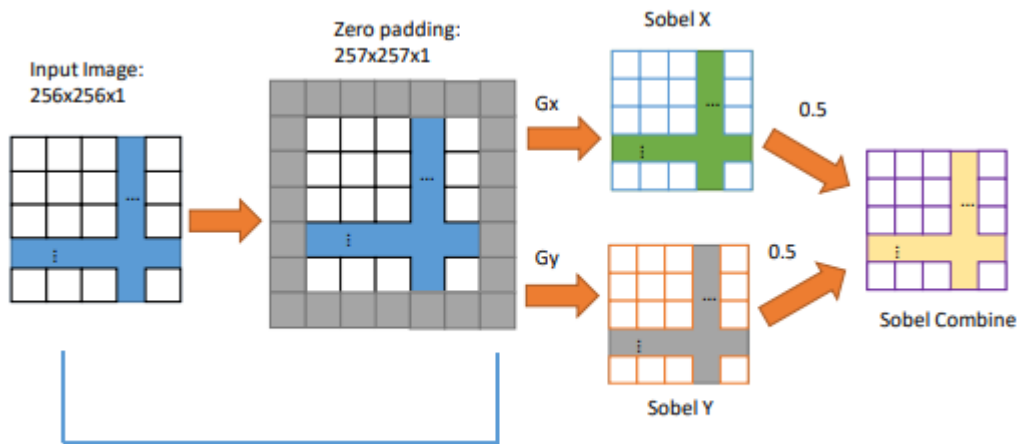 Input Image:
256x256x1
Zero padding:
257x257x1
Gx
Gy
Sobel X
Sobel Y
0.5
0.5
Sobel Combine
...
...
...
...
...
...
...
...
...
...